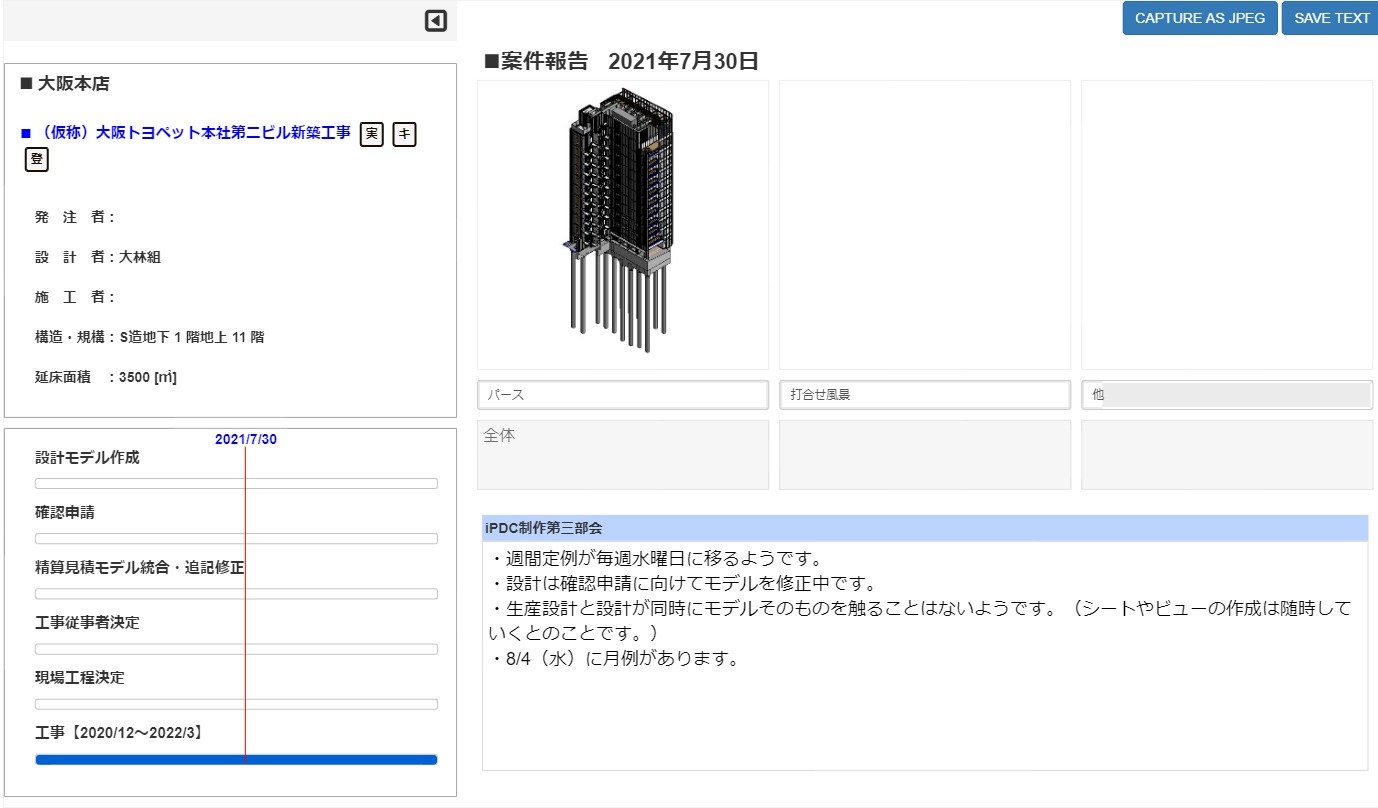 CAPTURE AS JPEG
SAVE TEXT
■ 大阪本店
■ （仮称）大阪トヨペット本社第二ビル新築工事 実 キ
登
発　注　者：
設　計　者：大林組
施　工　者：
構造・規構：S造地下 1 階地上 11 階
延床面積　：3500 [㎡]
2021/7/30
設計モデル作成
確認申請
精算見積モデル統合・追記修正
工事従事者決定
現場工程決定
工事【2020/12～2022/3】
■案件報告　2021年7月30日
パース
打合せ風景
他
全体
iPDC制作第三部会
・週間定例が毎週水曜日に移るようです。
・設計は確認申請に向けてモデルを修正中です。
・生産設計と設計が同時にモデルそのものを触ることはないようです。（シートやビューの作成は随時して
いくとのことです。）
・8/4（水）に月例があります。